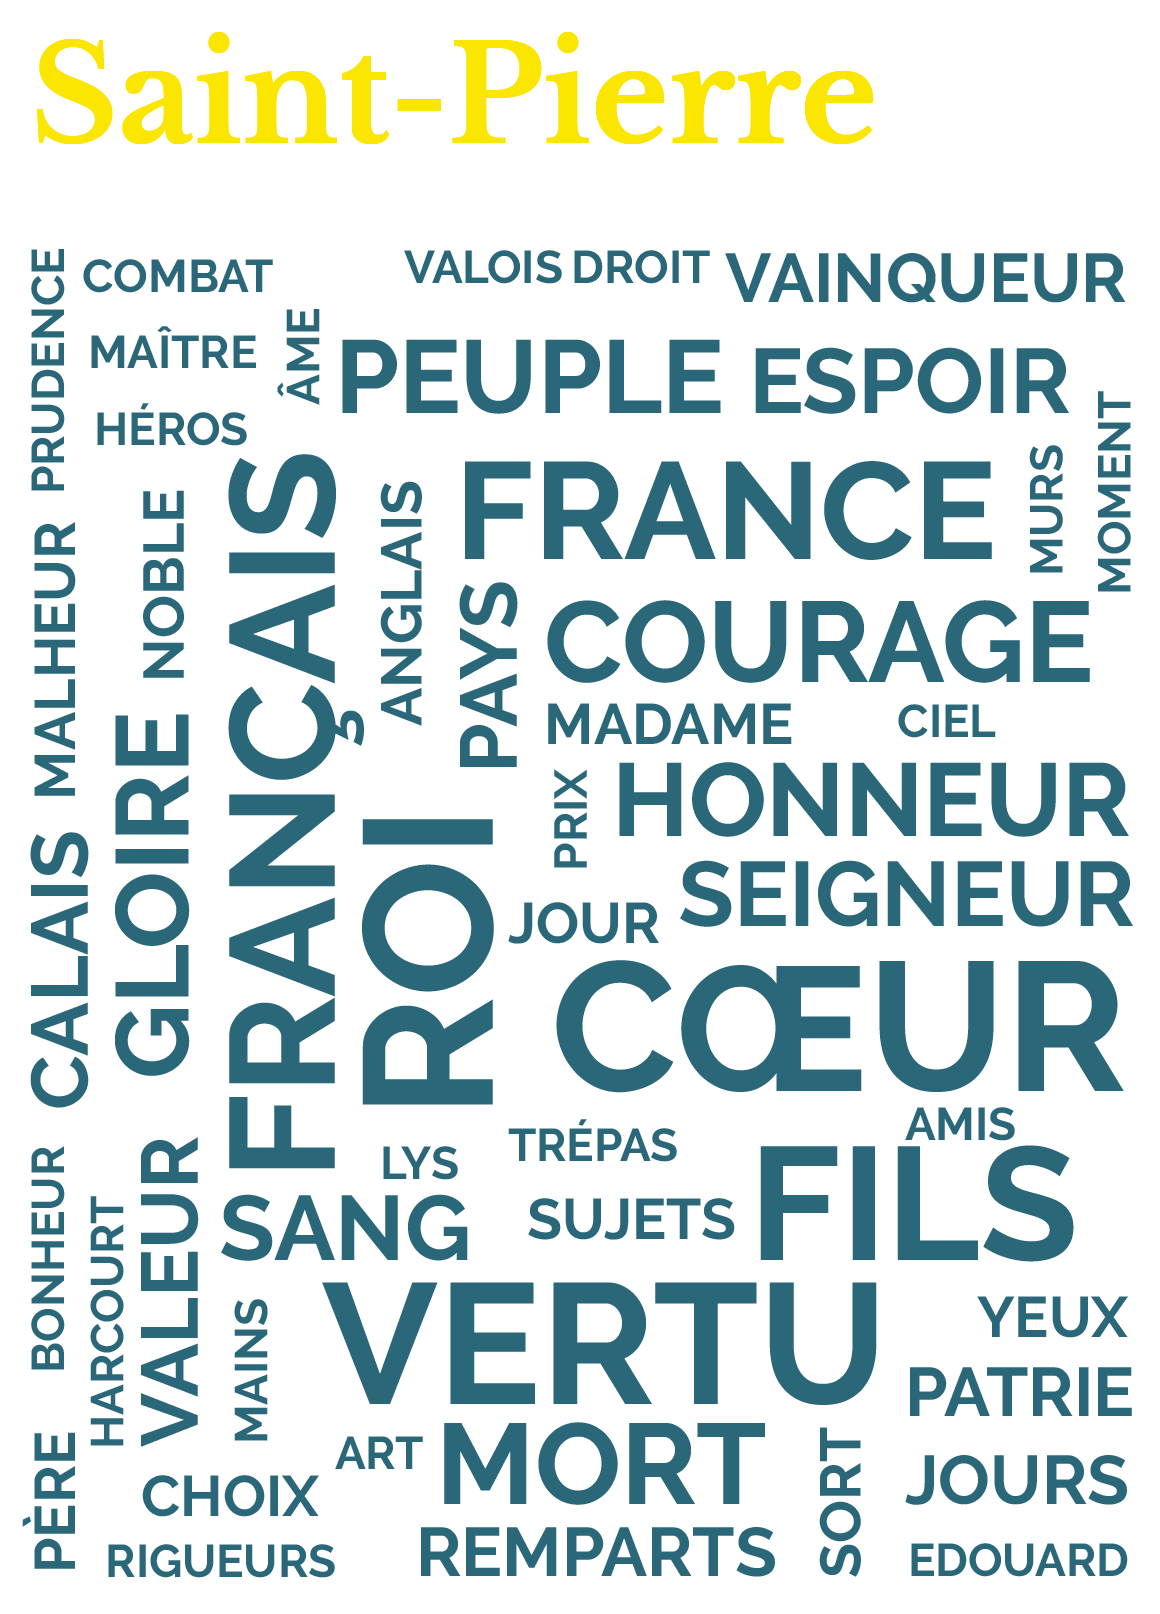 Saint-Pierre
PRUDENCE
COMBAT
VALOIS
DROIT
VAINQUEUR
MAÎTRE
ÂME
PEUPLE
ESPOIR
HÉROS
MOMENT
FRANÇAIS
ANGLAIS
FRANCE
MURS
NOBLE
MALHEUR
PAYS
COURAGE
MADAME
CIEL
GLOIRE
PRIX
HONNEUR
CALAIS
ROI
SEIGNEUR
JOUR
CŒUR
AMIS
TRÉPAS
LYS
FILS
BONHEUR
VALEUR
SANG
SUJETS
HARCOURT
MAINS
VERTU
YEUX
PATRIE
PÈRE
ART
MORT
SORT
JOURS
CHOIX
REMPARTS
RIGUEURS
EDOUARD